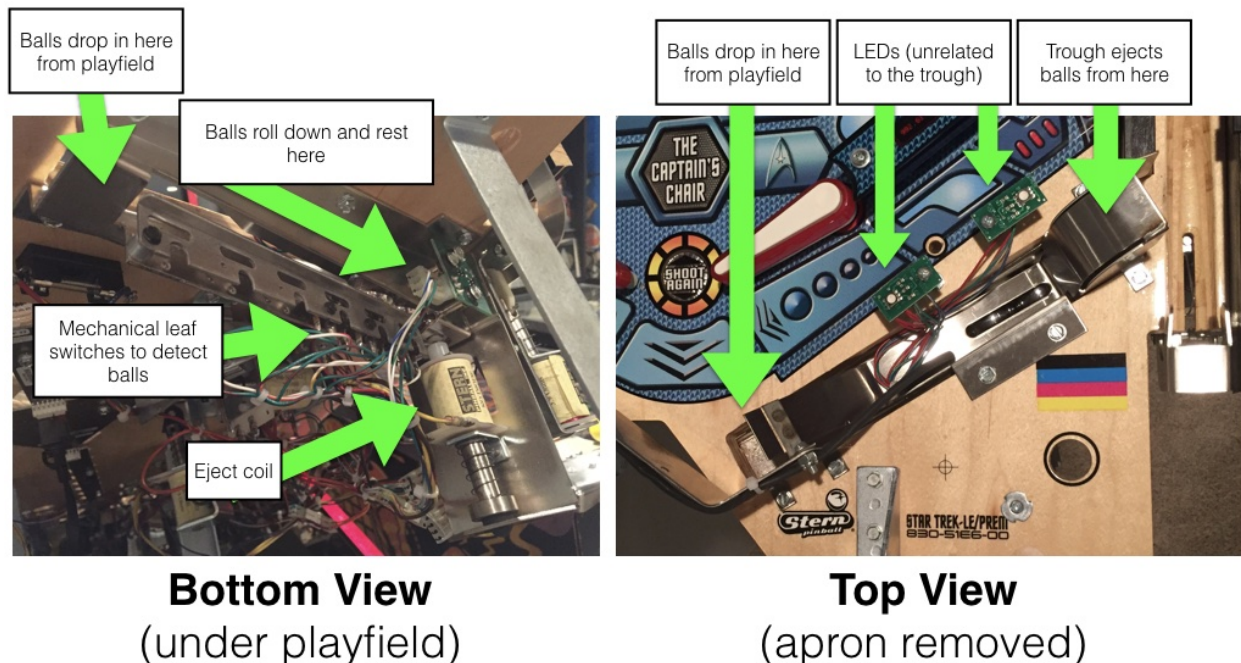 Balls drop in here
from playfield
Balls roll down and rest
here
Mechanical leaf
switches to detect
balls
Eject coil
Bottom View
(under playfield)
Balls drop in here
from playfield
LEDs (unrelated
to the trough)
Trough ejects
balls from here
THE
CAPTAIN'S
CHAIR
SHOOT
AGAIN
Stern
pinball
STAR TREK-LE/PREM
830-51E6-00
Top View
(apron removed)